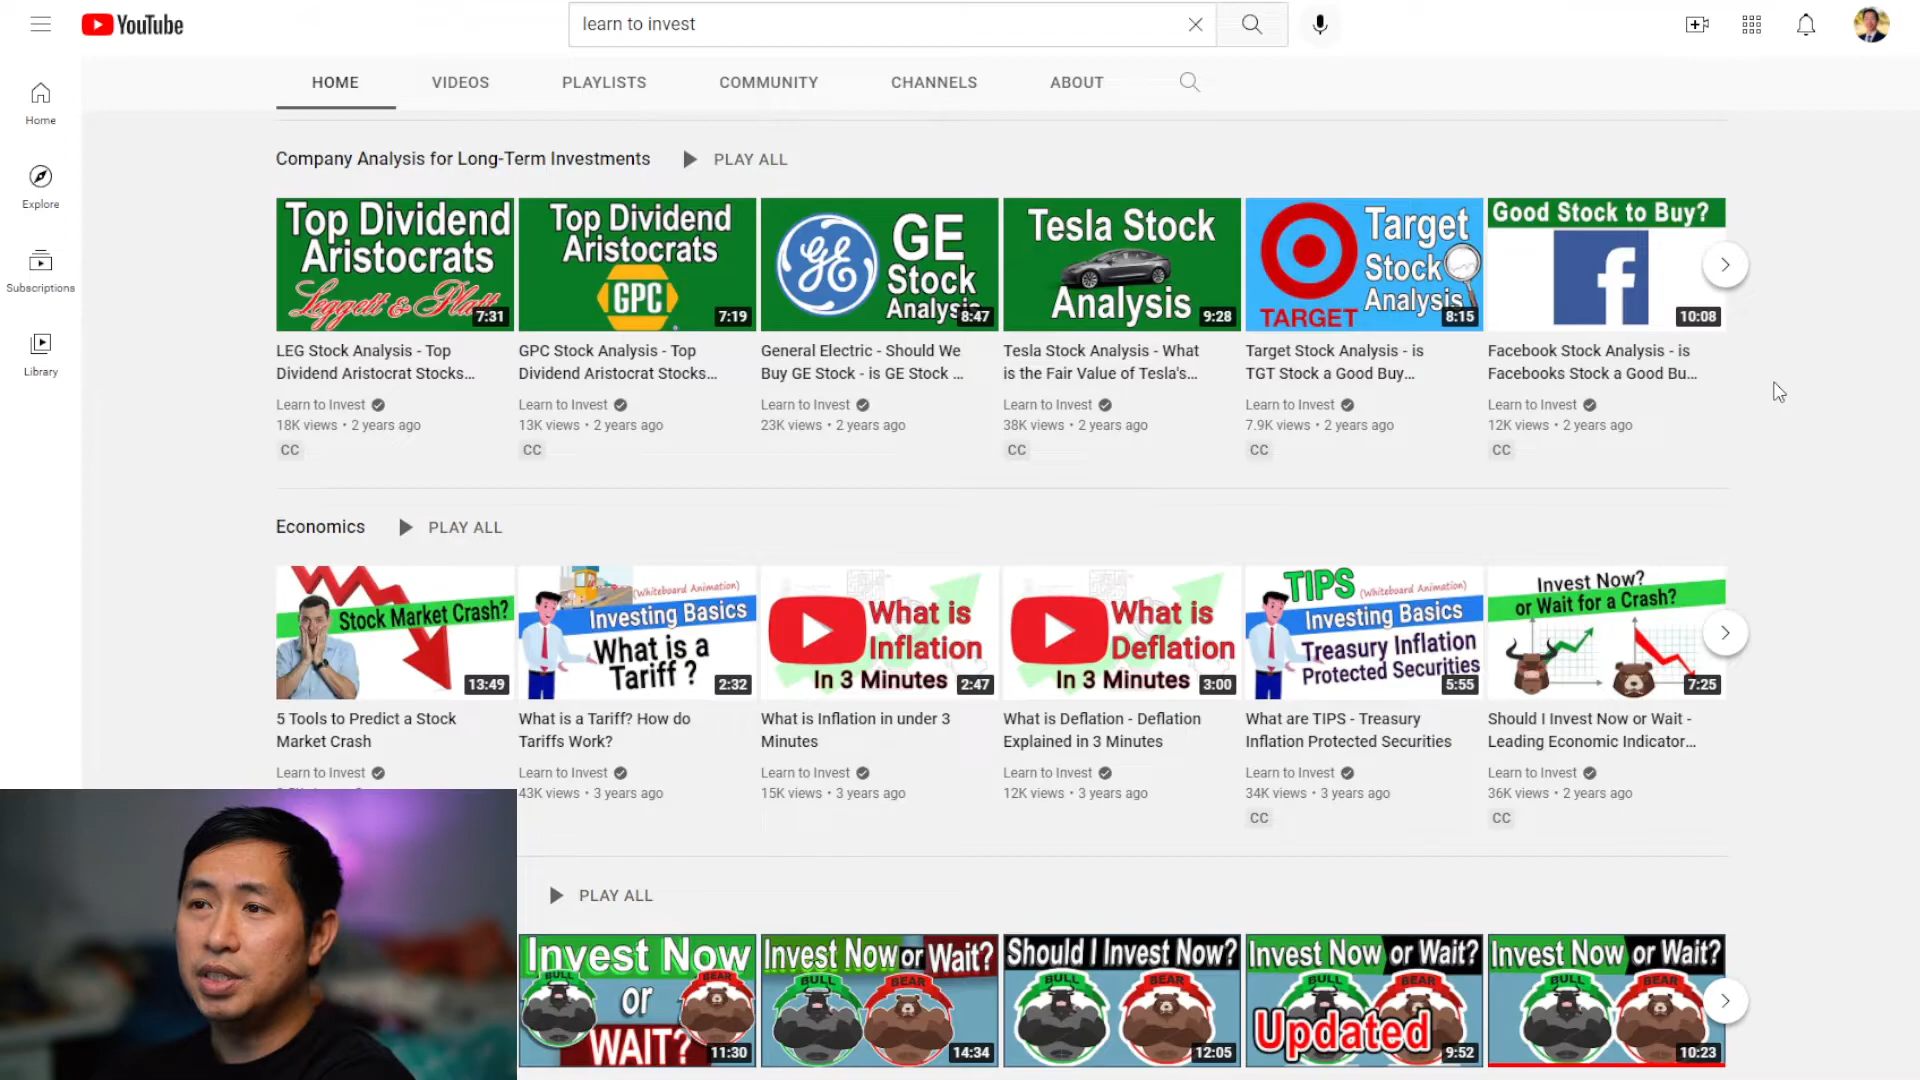 YouTube
learn to invest
HOME
VIDEOS
PLAYLISTS
COMMUNITY
CHANNELS
ABOUT
Home
Explore
Subscriptions
Library
Company Analysis for Long-Term Investments
PLAY ALL
Top Dividend
Aristocrats
Leggett & Platt
7:31
Top Dividend
Aristocrats
GPC
7:19
GE
GE
Stock
Analysis
8:47
Tesla Stock
Analysis
9:28
Target
Stock
Analysis
TARGET
8:15
Good Stock to Buy?
f
10:08
LEG Stock Analysis - Top
Dividend Aristocrat Stocks...
Learn to Invest
18K views • 2 years ago
CC
GPC Stock Analysis - Top
Dividend Aristocrat Stocks...
Learn to Invest
13K views • 2 years ago
CC
General Electric - Should We
Buy GE Stock - is GE Stock ...
Learn to Invest
23K views • 2 years ago
Tesla Stock Analysis - What
is the Fair Value of Tesla's...
Learn to Invest
38K views • 2 years ago
CC
Target Stock Analysis - is
TGT Stock a Good Buy...
Learn to Invest
7.9K views • 2 years ago
CC
Facebook Stock Analysis - is
Facebooks Stock a Good Bu...
Learn to Invest
12K views • 2 years ago
CC
Economics
PLAY ALL
Stock Market Crash?
13:49
(Whiteboard Animation)
Investing Basics
What is a
Tariff ?
2:32
What is
Inflation
In 3 Minutes
2:47
What is
Deflation
In 3 Minutes
3:00
TIPS
(Whiteboard Animation)
Investing Basics
Treasury Inflation
Protected Securities
5:55
Invest Now?
or Wait for a Crash?
7:25
5 Tools to Predict a Stock
Market Crash
Learn to Invest
What is a Tariff? How do
Tariffs Work?
Learn to Invest
43K views • 3 years ago
What is Inflation in under 3
Minutes
Learn to Invest
15K views • 3 years ago
What is Deflation - Deflation
Explained in 3 Minutes
Learn to Invest
12K views • 3 years ago
What are TIPS - Treasury
Inflation Protected Securities
Learn to Invest
34K views • 3 years ago
CC
Should I Invest Now or Wait -
Leading Economic Indicator...
Learn to Invest
36K views • 2 years ago
CC
PLAY ALL
Invest Now
BULL
or
BEAR
WAIT?
11:30
Invest Now or Wait?
BULL
BEAR
14:34
Should I Invest Now?
BULL
BEAR
12:05
Invest Now or Wait?
BULL
BEAR
Updated
9:52
Invest Now or Wait?
BULL
BEAR
10:23